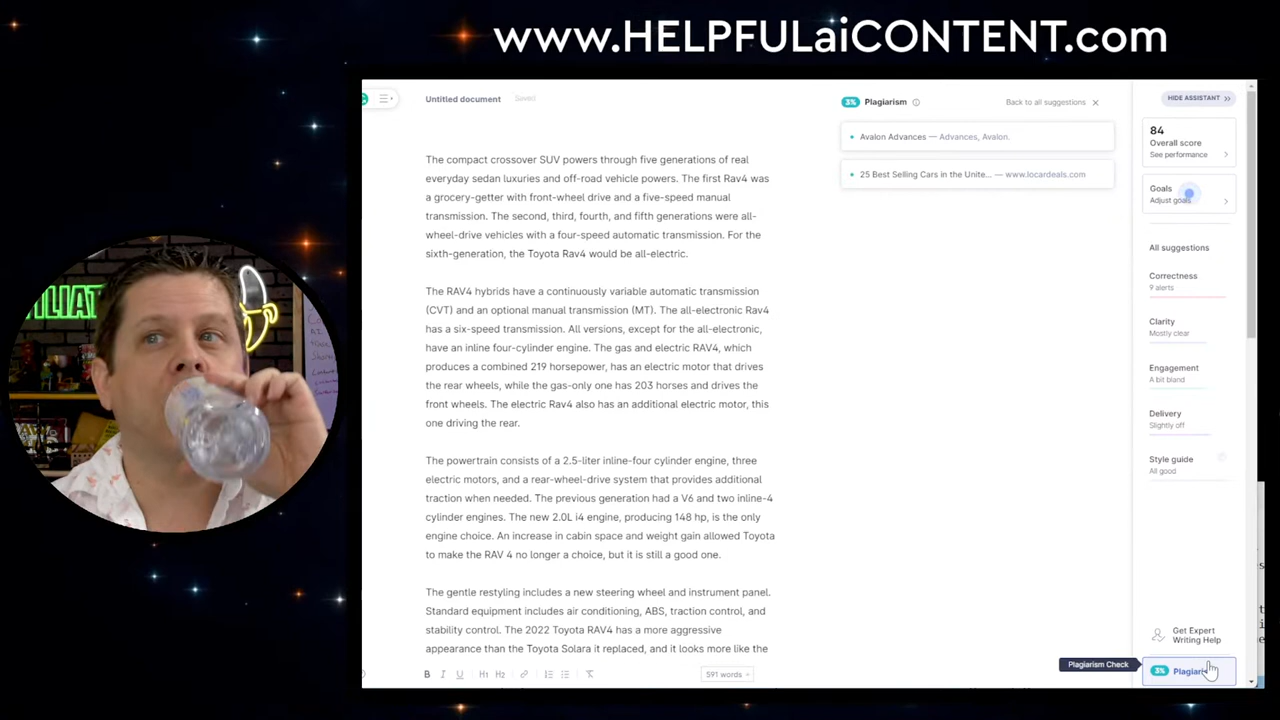 www.HELPFULaiCONTENT.com
HIDE ASSISTANT
Untitled document
Saved
3% Plagiarism
Back to all suggestions
Avalon Advances — Advances, Avalon.
25 Best Selling Cars in the Unite... — www.locardeals.com
The compact crossover SUV powers through five generations of real
everyday sedan luxuries and off-road vehicle powers. The first Rav4 was
a grocery-getter with front-wheel drive and a five-speed manual
transmission. The second, third, fourth, and fifth generations were all-
wheel-drive vehicles with a four-speed automatic transmission. For the
sixth-generation, the Toyota Rav4 would be all-electric.
The RAV4 hybrids have a continuously variable automatic transmission
(CVT) and an optional manual transmission (MT). The all-electronic Rav4
has a six-speed transmission. All versions, except for the all-electronic,
have an inline four-cylinder engine. The gas and electric RAV4, which
produces a combined 219 horsepower, has an electric motor that drives
the rear wheels, while the gas-only one has 203 horses and drives the
front wheels. The electric Rav4 also has an additional electric motor, this
one driving the rear.
The powertrain consists of a 2.5-liter inline-four cylinder engine, three
electric motors, and a rear-wheel-drive system that provides additional
traction when needed. The previous generation had a V6 and two inline-4
cylinder engines. The new 2.0L i4 engine, producing 148 hp, is the only
engine choice. An increase in cabin space and weight gain allowed Toyota
to make the RAV 4 no longer a choice, but it is still a good one.
The gentle restyling includes a new steering wheel and instrument panel.
Standard equipment includes air conditioning, ABS, traction control, and
stability control. The 2022 Toyota RAV4 has a more aggressive
appearance than the Toyota Solara it replaced, and it looks more like the
B I U H1 H2
591 words
84
Overall score
See performance
Goals
Adjust goals
All suggestions
Correctness
9 alerts
Clarity
Mostly clear
Engagement
A bit bland
Delivery
Slightly off
Style guide
All good
Get Expert
Writing Help
Plagiarism Check
3%